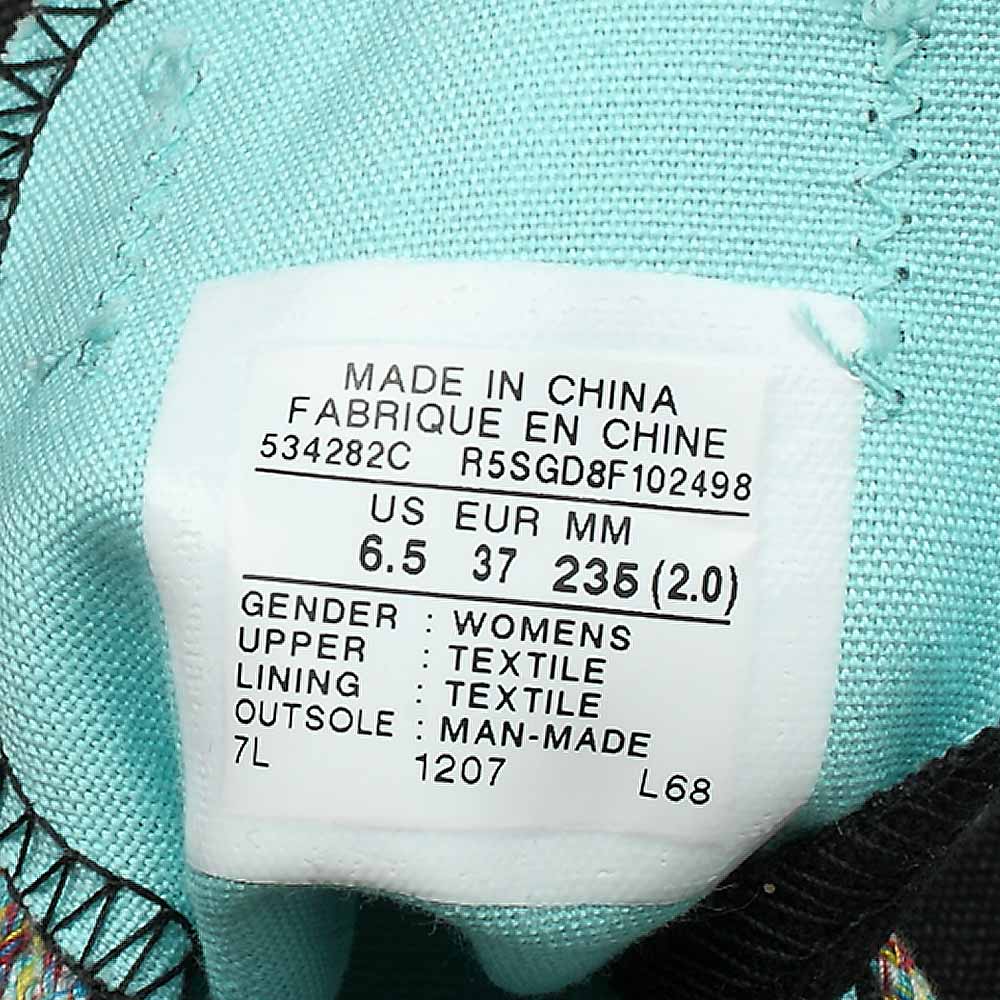 MADE IN CHINA
FABRIQUE EN CHINE
534282C R5SGD8F102498
US EUR MM
6.5 37 235 (2.0)
GENDER : WOMENS
UPPER : TEXTILE
LINING : TEXTILE
OUTSOLE : MAN-MADE
7L 1207 L68